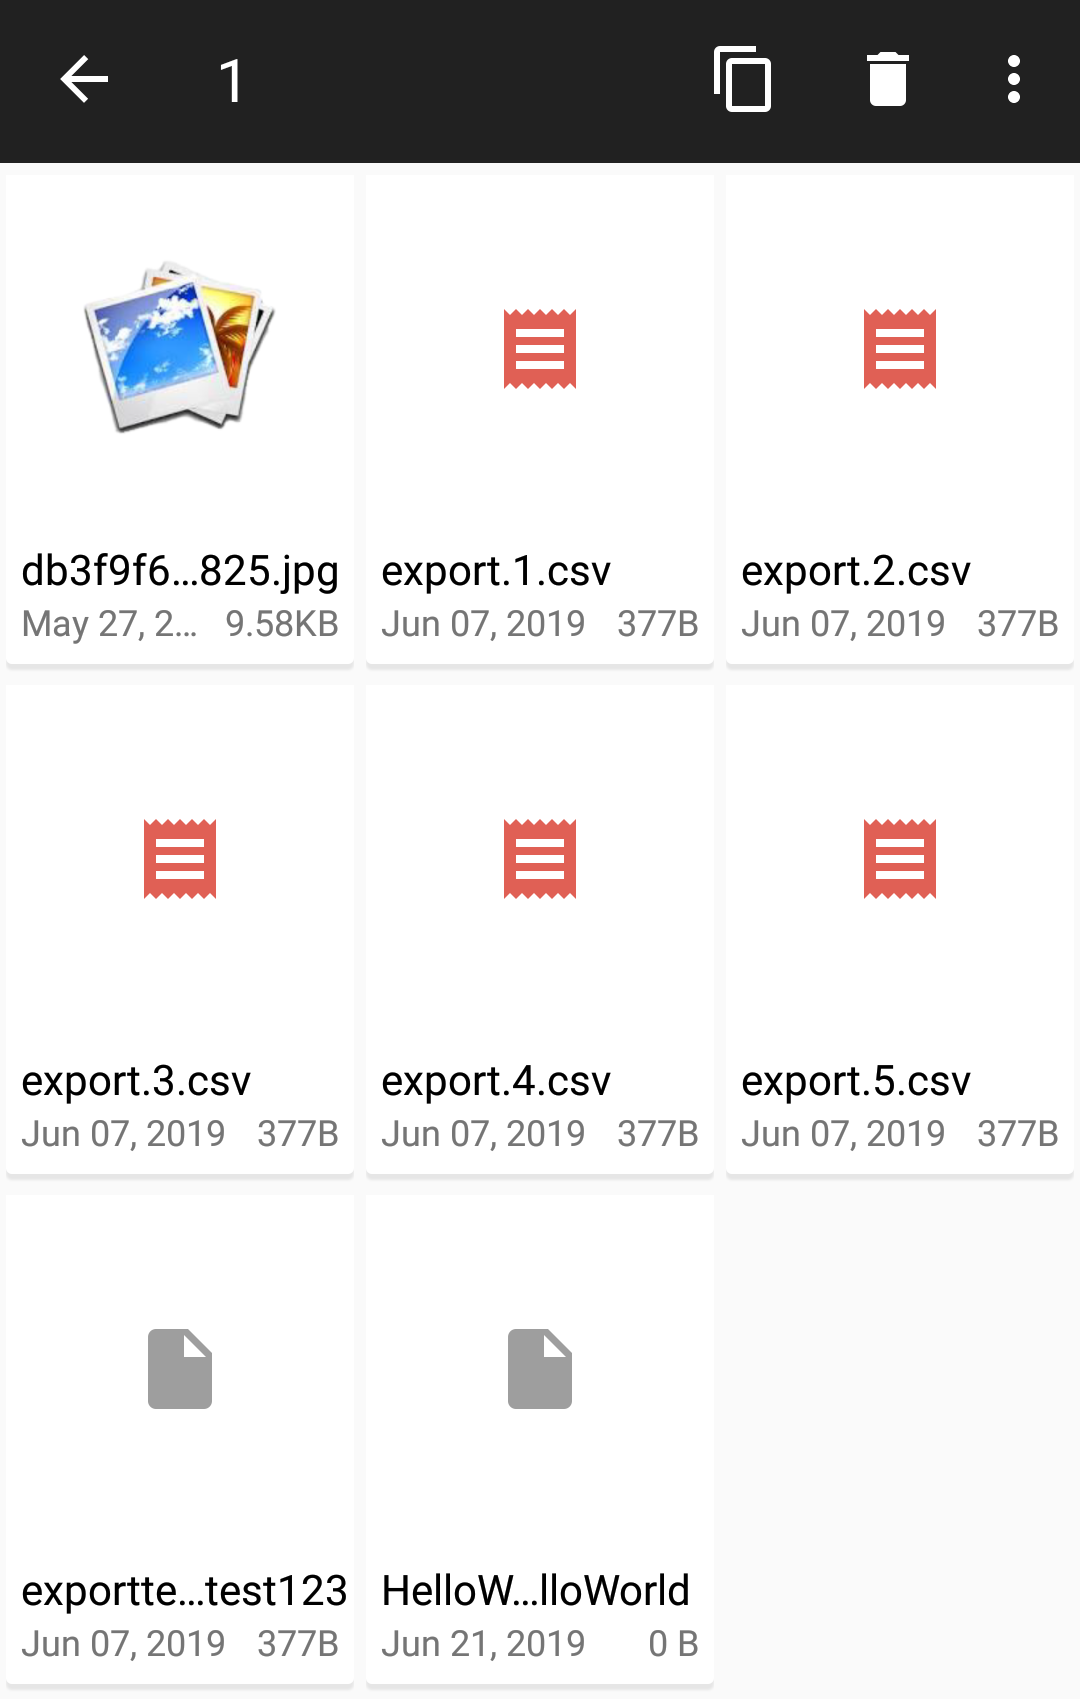 1
db3f9f6...825.jpg
May 27, 2... 9.58KB
export.1.csv
Jun 07, 2019 377B
export.2.csv
Jun 07, 2019 377B
export.3.csv
Jun 07, 2019 377B
export.4.csv
Jun 07, 2019 377B
export.5.csv
Jun 07, 2019 377B
exportte...test123
Jun 07, 2019 377B
HelloW...lloWorld
Jun 21, 2019 0 B